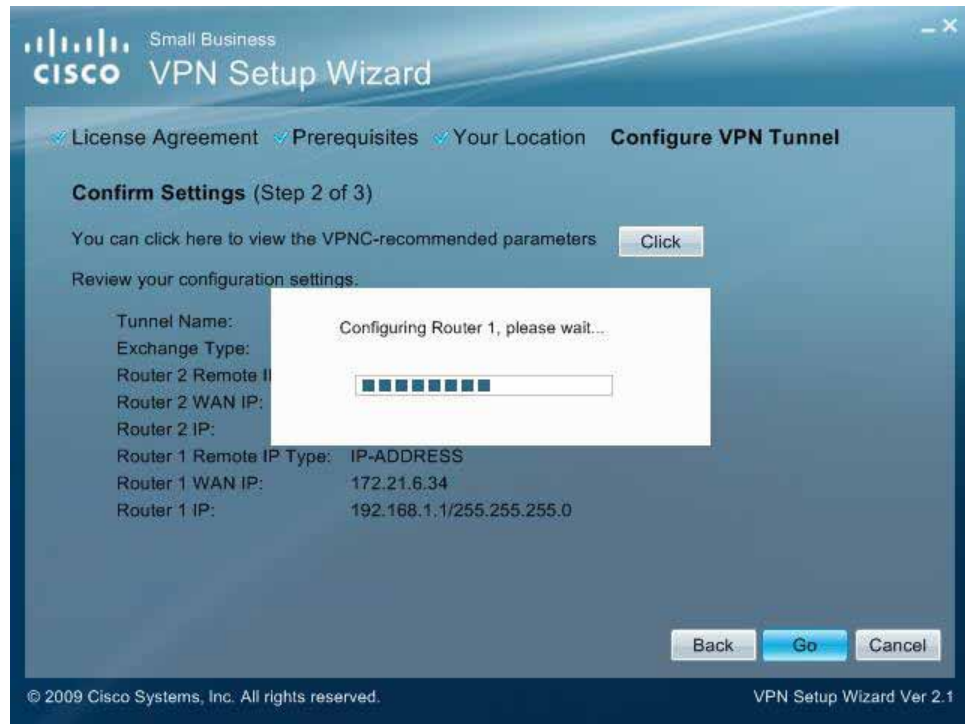 Small Business
CISCO VPN Setup Wizard
License Agreement Prerequisites Your Location Configure VPN Tunnel
Confirm Settings (Step 2 of 3)
You can click here to view the VPNC-recommended parameters Click
Review your configuration settings.
Tunnel Name:
Exchange Type:
Router 2 Remote
Router 2 WAN IP:
Router 2 IP:
Configuring Router 1, please wait...
Router 1 Remote IP Type: IP-ADDRESS
Router 1 WAN IP: 172.21.6.34
Router 1 IP: 192.168.1.1/255.255.255.0
Back Go Cancel
© 2009 Cisco Systems, Inc. All rights reserved. VPN Setup Wizard Ver 2.1